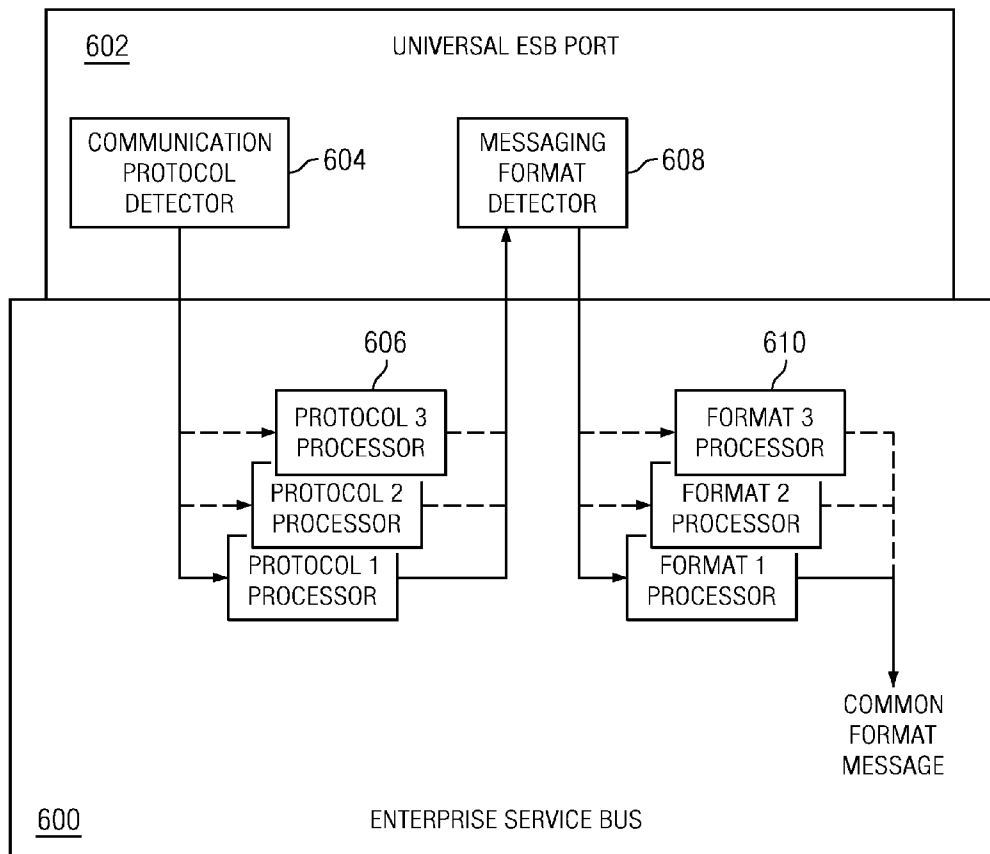 602
UNIVERSAL ESB PORT
COMMUNICATION
PROTOCOL
DETECTOR
604
MESSAGING
FORMAT
DETECTOR
608
606
PROTOCOL 3
PROCESSOR
PROTOCOL 2
PROCESSOR
PROTOCOL 1
PROCESSOR
610
FORMAT 3
PROCESSOR
FORMAT 2
PROCESSOR
FORMAT 1
PROCESSOR
COMMON
FORMAT
MESSAGE
600
ENTERPRISE SERVICE BUS